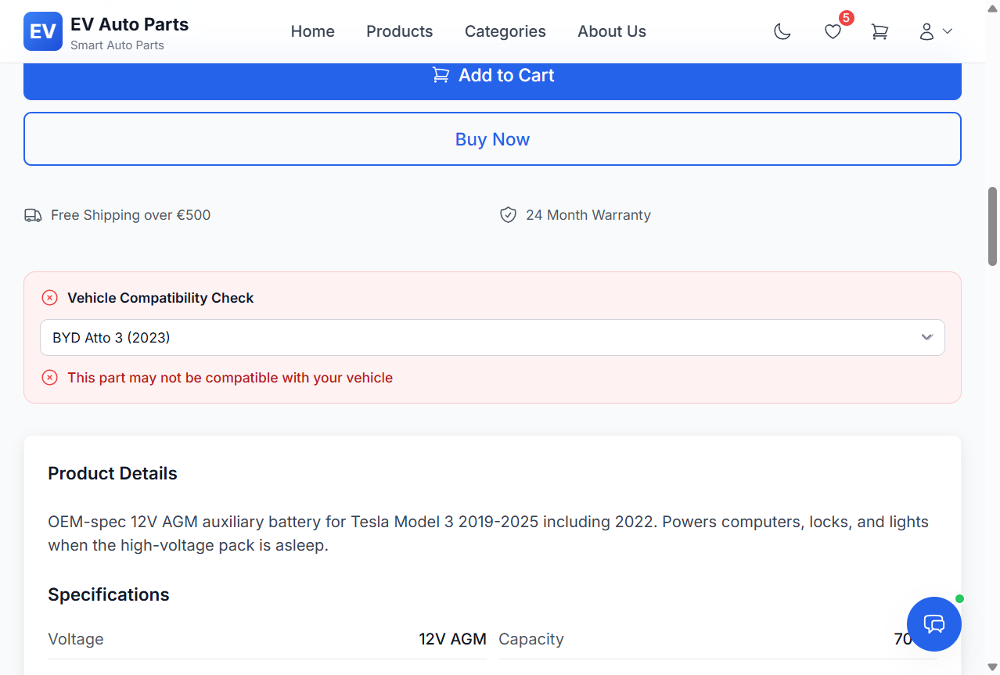 EV
EV Auto Parts
Smart Auto Parts
Home
Products
Categories
About Us
5
Add to Cart
Buy Now
Free Shipping over €500
24 Month Warranty
Vehicle Compatibility Check
BYD Atto 3 (2023)
This part may not be compatible with your vehicle
Product Details
OEM-spec 12V AGM auxiliary battery for Tesla Model 3 2019-2025 including 2022. Powers computers, locks, and lights
when the high-voltage pack is asleep.
Specifications
Voltage
12V AGM
Capacity
70